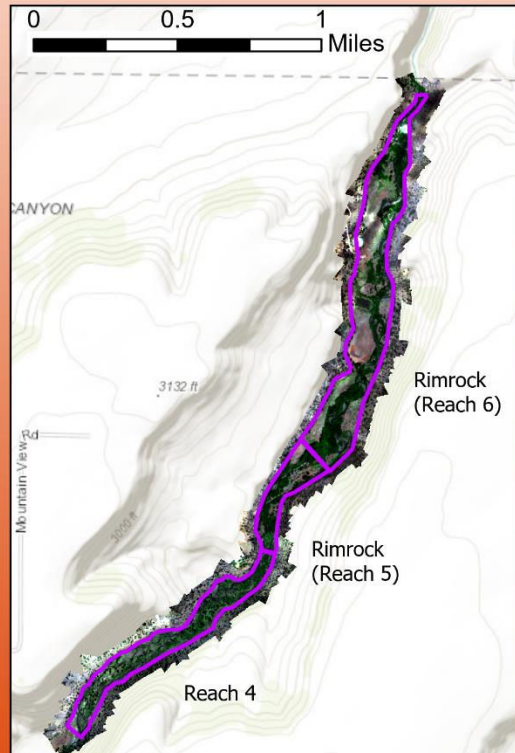 0 0.5 1
Miles
CANYON
3132 ft
Rimrock
(Reach 6)
Mountain View Rd
3000 ft
Rimrock
(Reach 5)
Reach 4